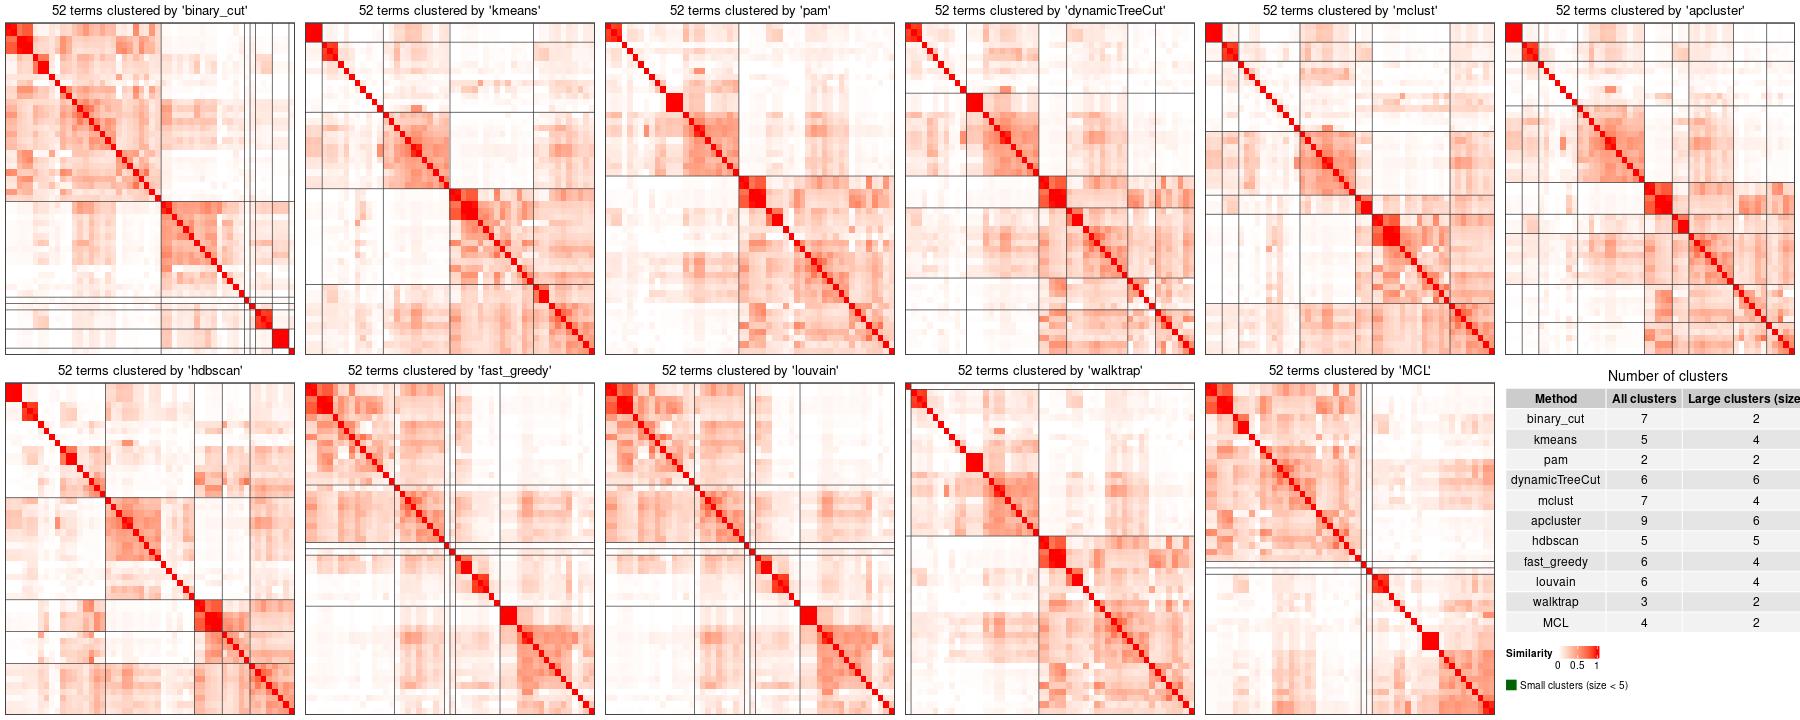 52 terms clustered by 'binary_cut'
52 terms clustered by 'kmeans'
52 terms clustered by 'pam'
52 terms clustered by 'dynamicTreeCut'
52 terms clustered by 'mclust'
52 terms clustered by 'apcluster'
52 terms clustered by 'hdbscan'
52 terms clustered by 'fast_greedy'
52 terms clustered by 'louvain'
52 terms clustered by 'walktrap'
52 terms clustered by 'MCL'
Number of clusters
Method All clusters Large clusters (size
binary_cut 7 2
kmeans 5 4
pam 2 2
dynamicTreeCut 6 6
mclust 7 4
apcluster 9 6
hdbscan 5 5
fast_greedy 6 4
louvain 6 4
walktrap 3 2
MCL 4 2
Similarity
0 0.5 1
Small clusters (size < 5)